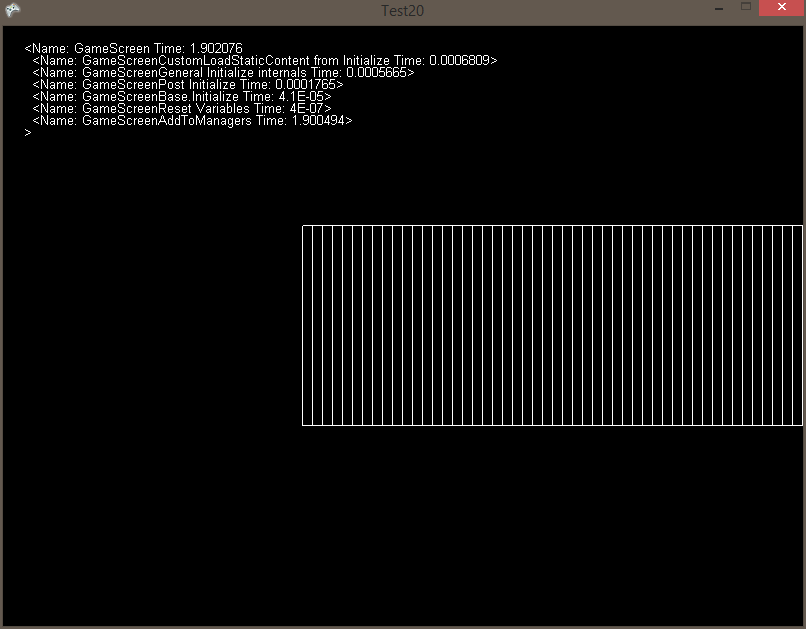 Test20
<Name: GameScreen Time: 1.902076
<Name: GameScreenCustomLoadStaticContent from Initialize Time: 0.0006809>
<Name: GameScreenGeneral Initialize internals Time: 0.0005665>
<Name: GameScreenPost Initialize Time: 0.0001765>
<Name: GameScreenBase.Initialize Time: 4.1E-05>
<Name: GameScreenReset Variables Time: 4E-07>
<Name: GameScreenAddToManagers Time: 1.900494>
>